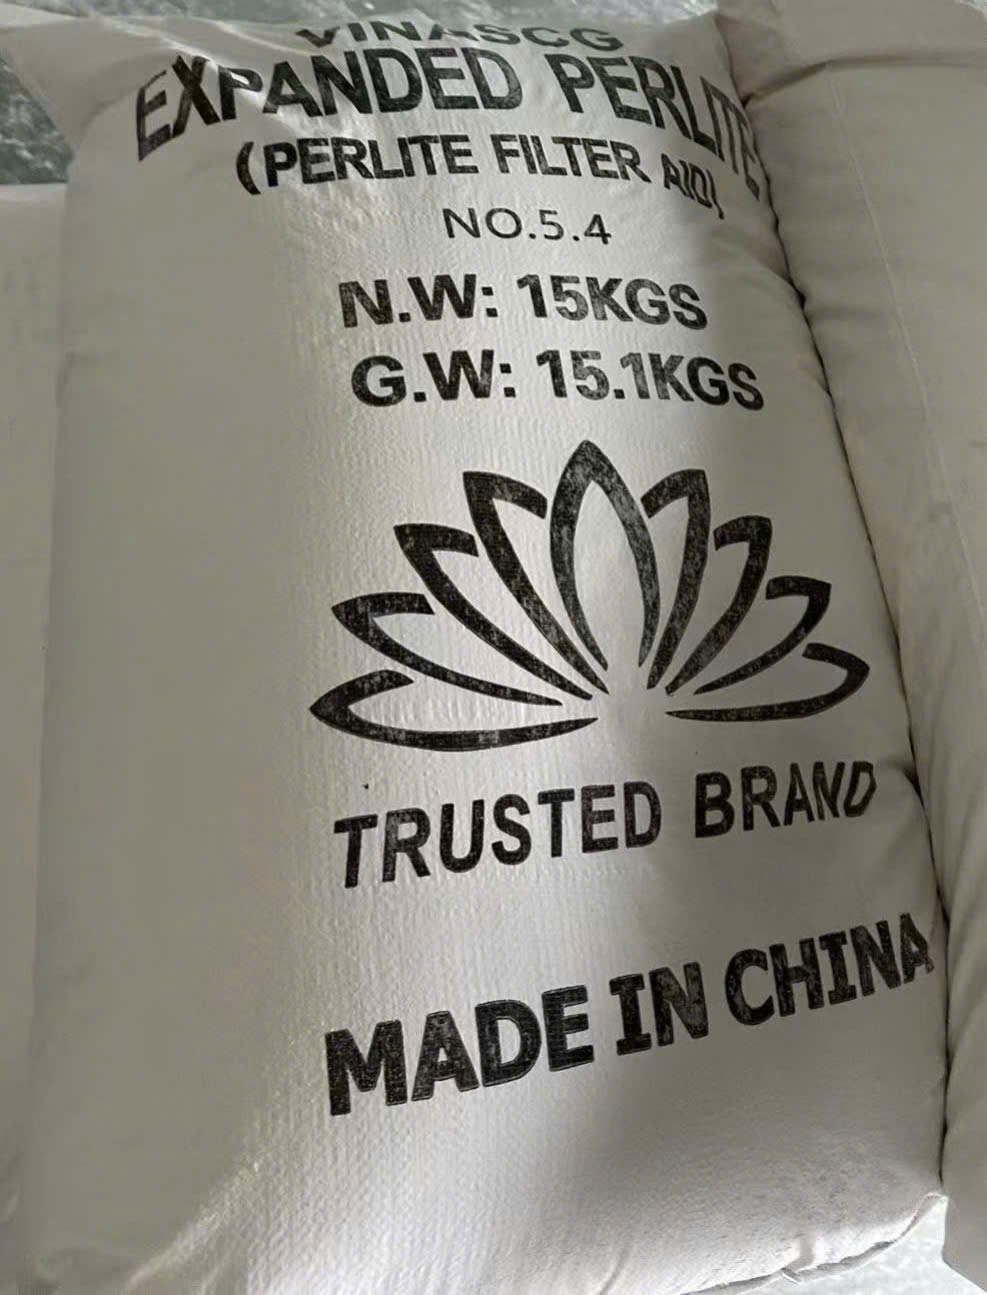 VINASCG
EXPANDED PERLITE
(PERLITE FILTER AID)
NO.5.4
N.W: 15KGS
G.W: 15.1KGS
TRUSTED BRAND
MADE IN CHINA